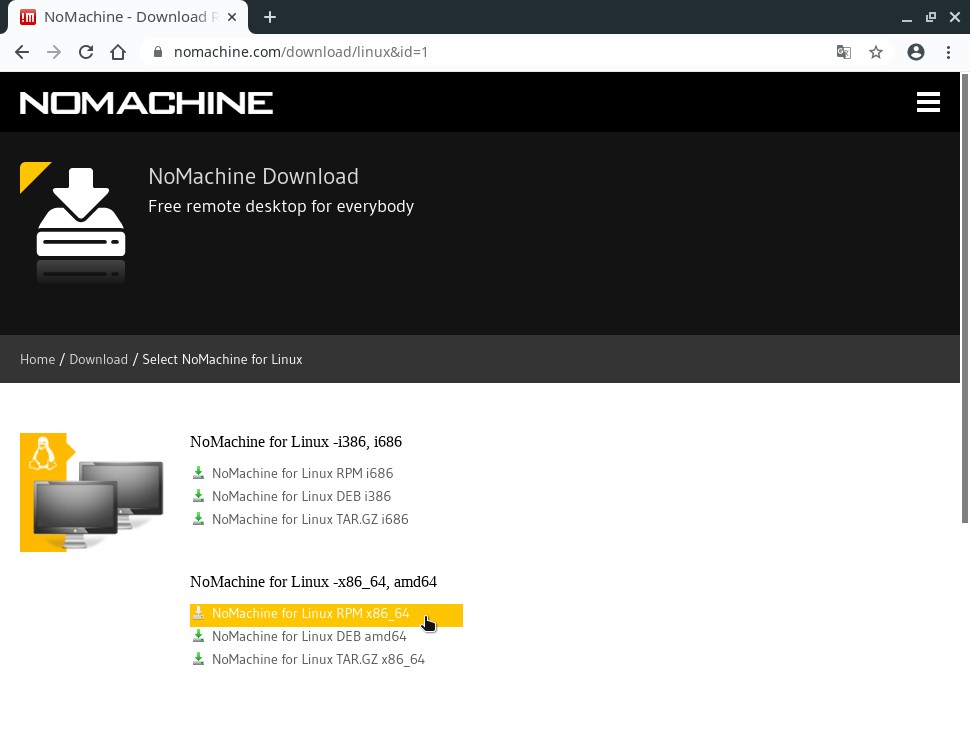 !M NoMachine - Download R
nomachine.com/download/linux&id=1
NOMACHINE
NoMachine Download
Free remote desktop for everybody
Home / Download / Select NoMachine for Linux
NoMachine for Linux -i386, i686
NoMachine for Linux RPM i686
NoMachine for Linux DEB i386
NoMachine for Linux TAR.GZ i686
NoMachine for Linux -x86_64, amd64
NoMachine for Linux RPM x86_64
NoMachine for Linux DEB amd64
NoMachine for Linux TAR.GZ x86_64